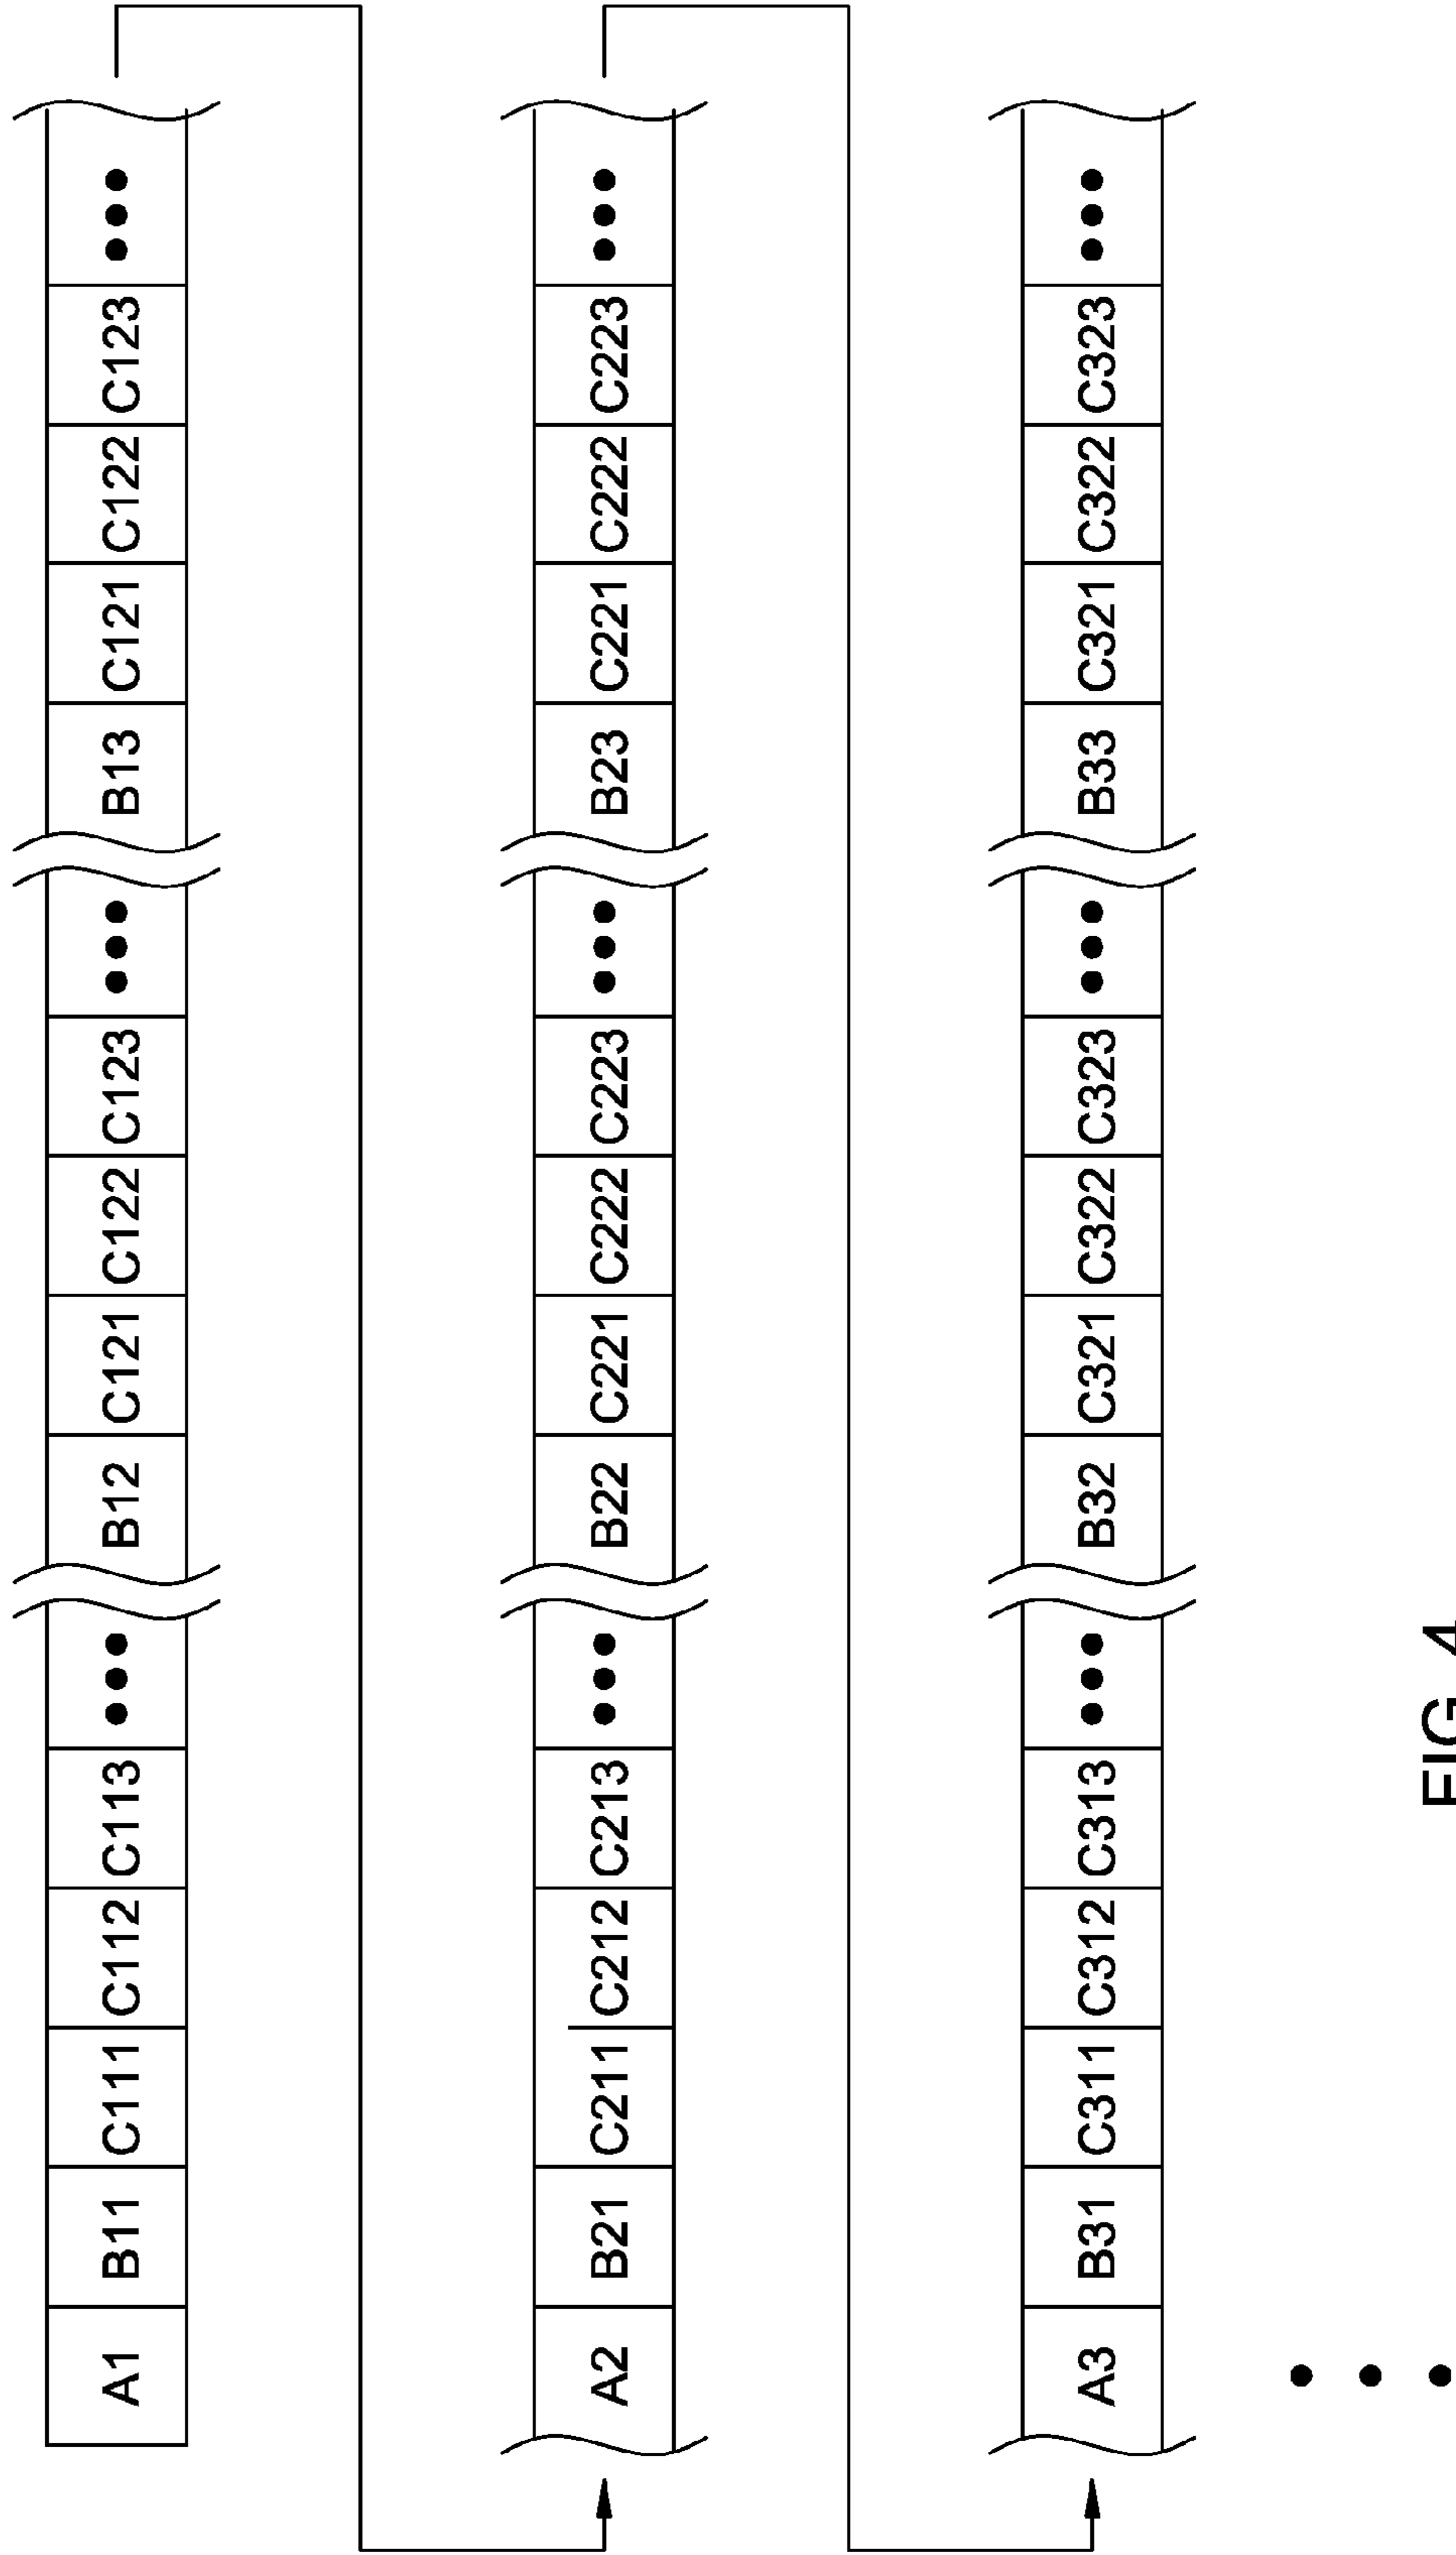 A1 B11 C111 C112 C113 ••• B12 C121 C122 C123 ••• B13 C121 C122 C123 •••
A2 B21 C211 C212 C213 ••• B22 C221 C222 C223 ••• B23 C221 C222 C223 •••
A3 B31 C311 C312 C313 ••• B32 C321 C322 C323 ••• B33 C321 C322 C323 •••
FIG. 4